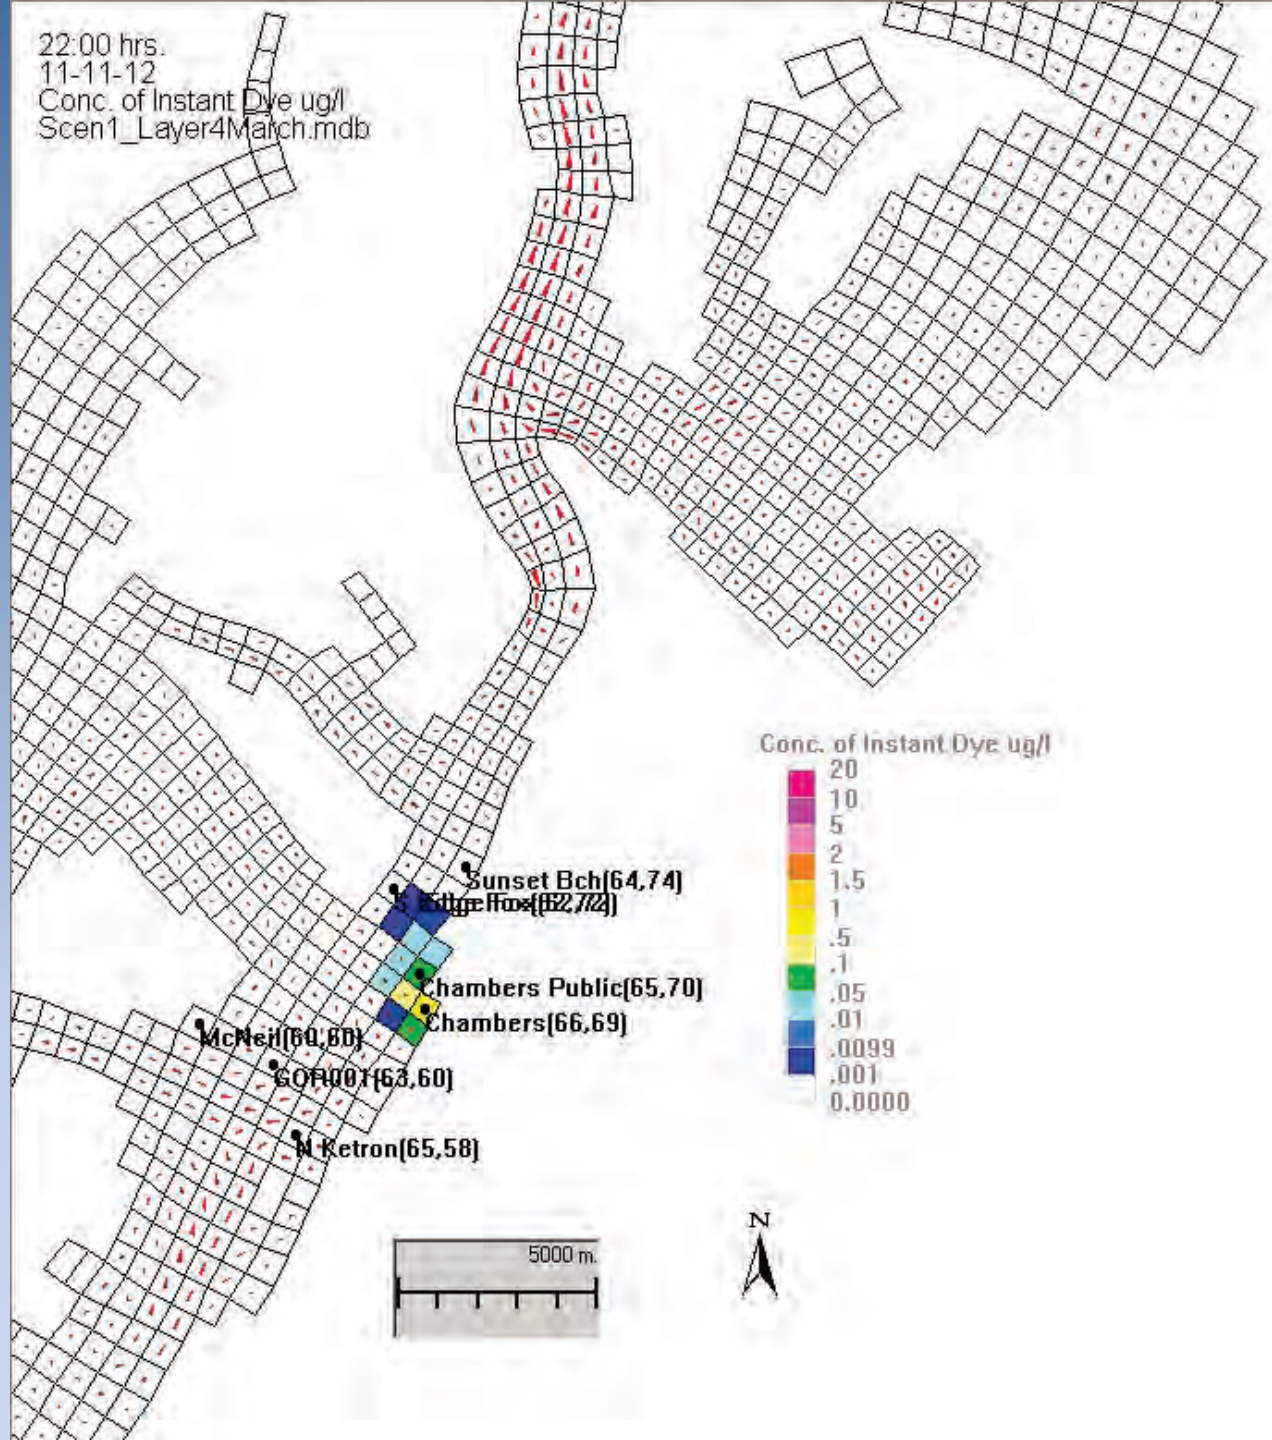 22:00 hrs.
11-11-12
Conc. of Instant Dye ug/l
Scen1_Layer4March.mdb
Conc. of Instant Dye ug/l
20
10
5
2
1.5
1
.5
.1
.05
.01
.0099
.001
0.0000
Sunset Bch(64,74)
Chambers Public(65,70)
Chambers(66,69)
McNeil(60,60)
GOR001(63,60)
N Ketron(65,58)
5000 m.
N